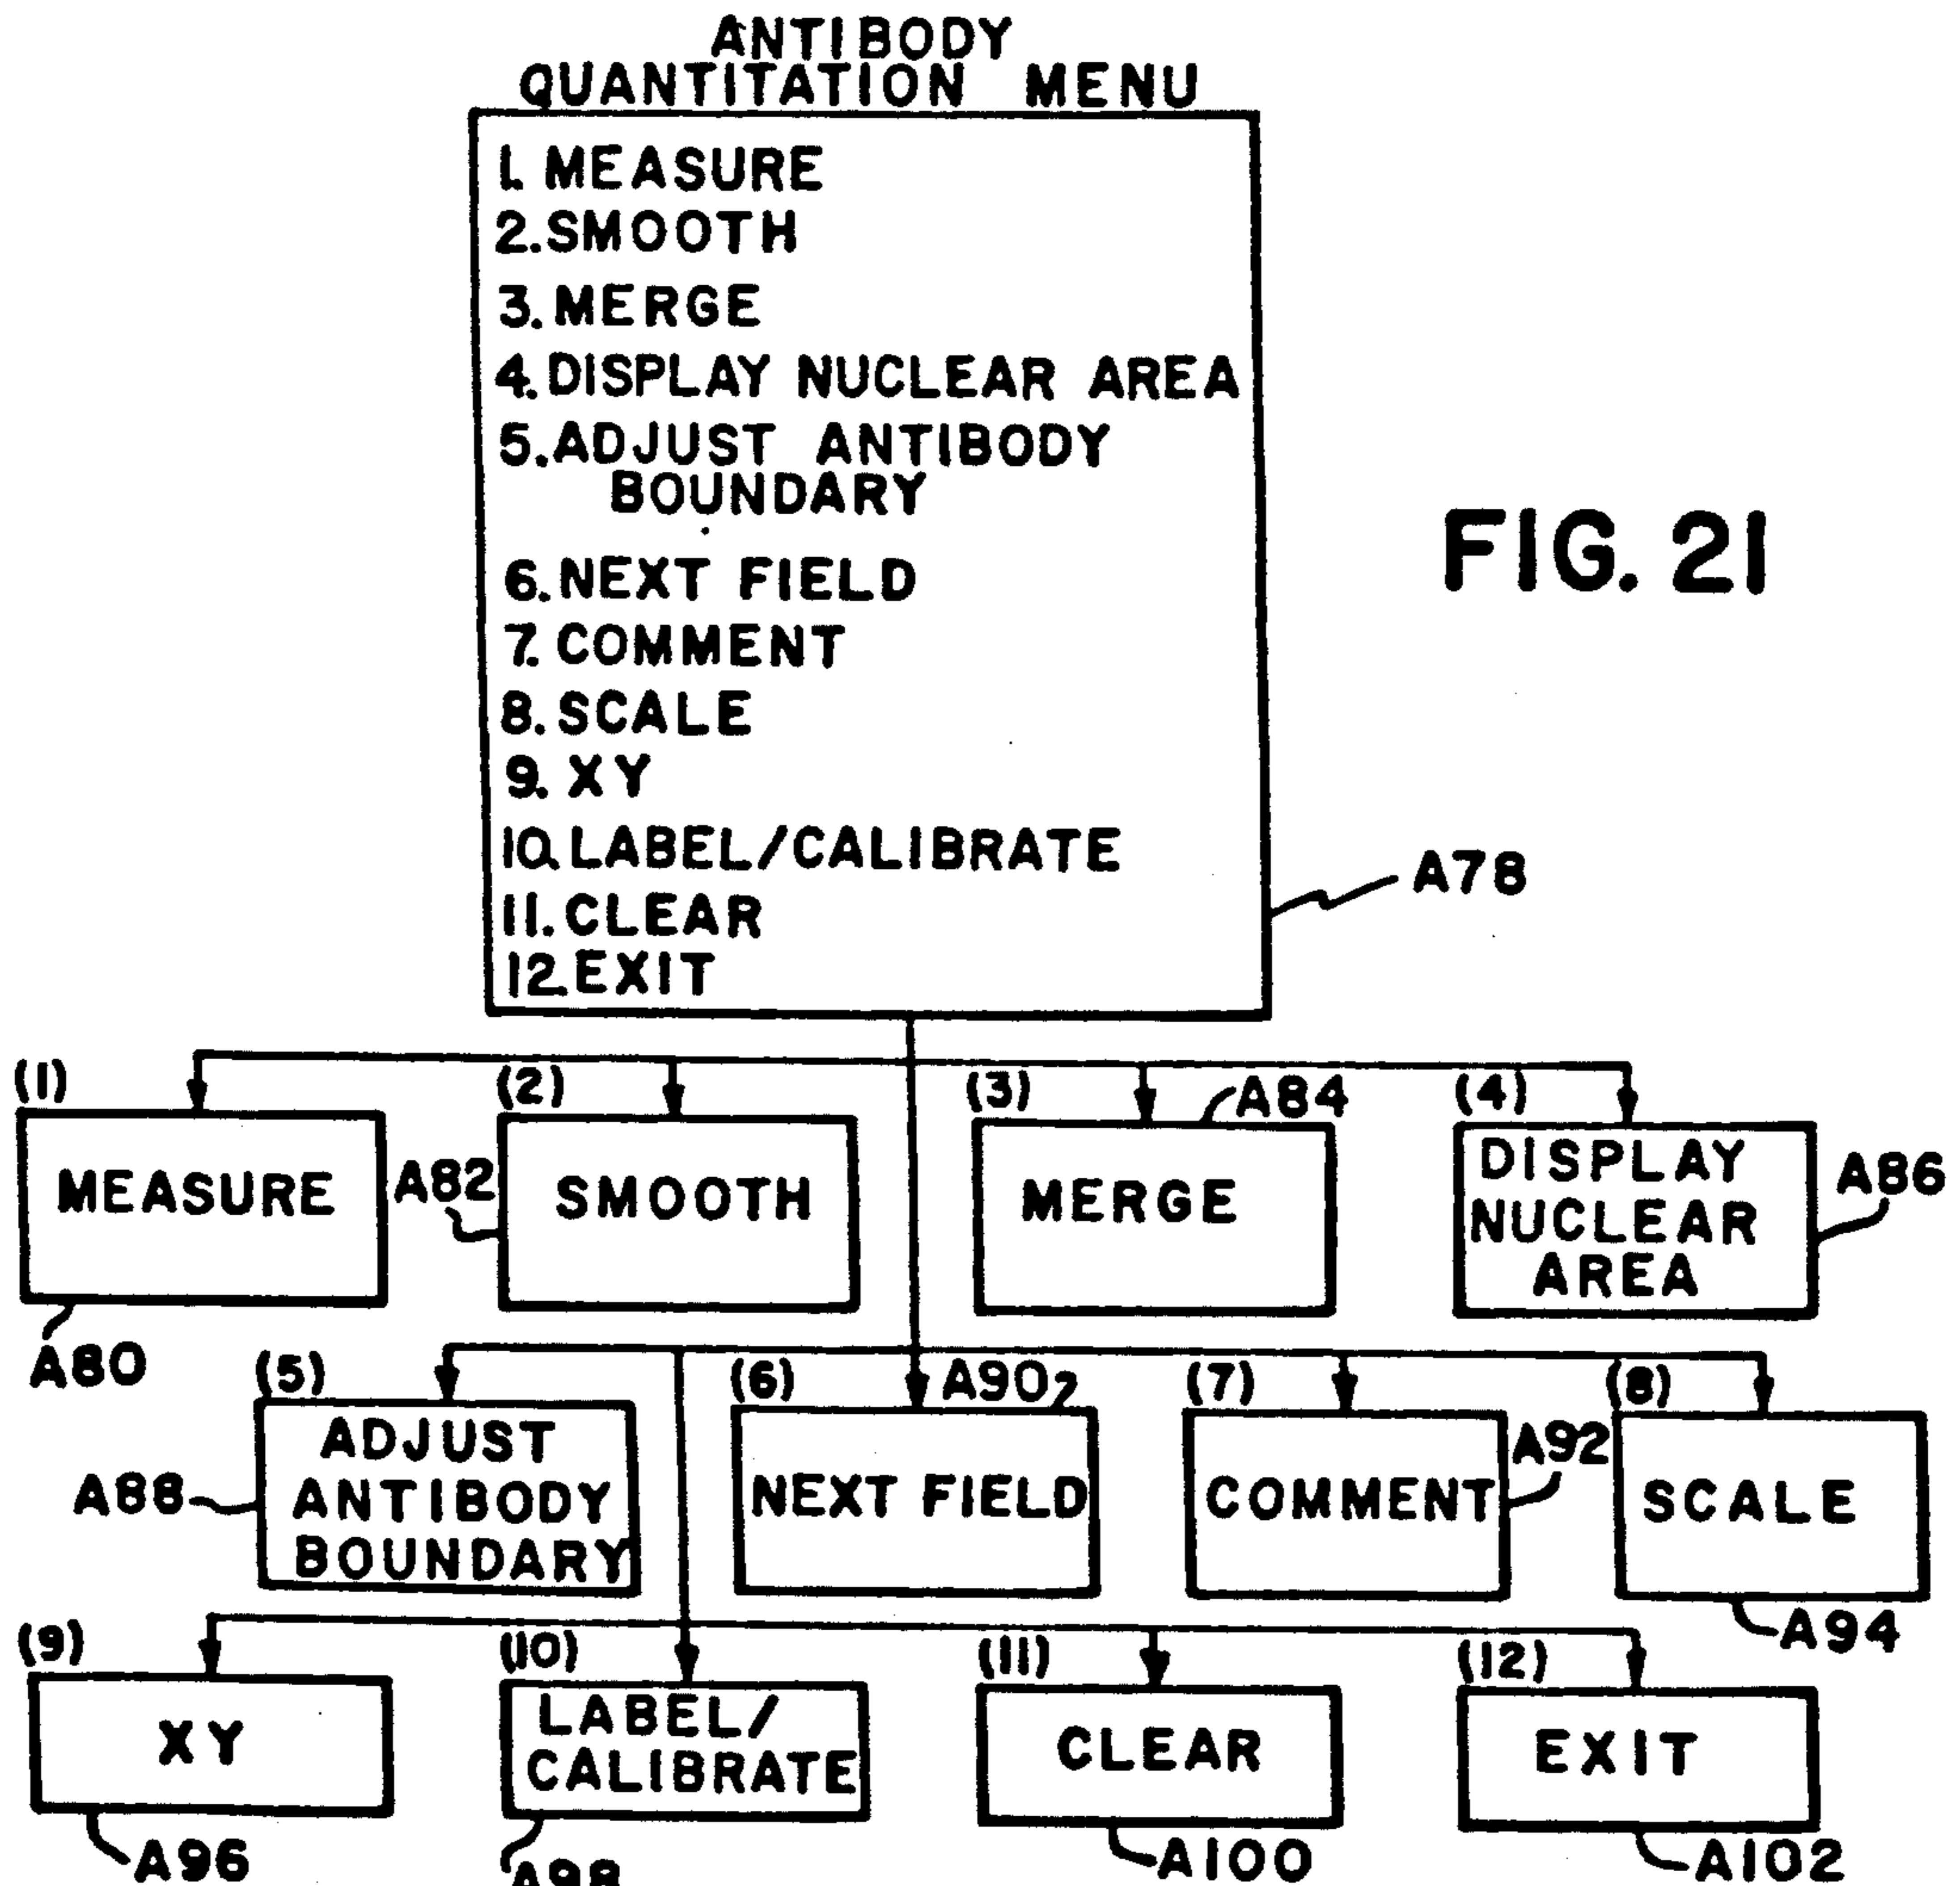 ANTIBODY
QUANTITATION MENU
1. MEASURE
2. SMOOTH
3. MERGE
4. DISPLAY NUCLEAR AREA
5. ADJUST ANTIBODY
BOUNDARY
6. NEXT FIELD
7. COMMENT
8. SCALE
9. XY
10. LABEL/CALIBRATE
11. CLEAR
12. EXIT
FIG. 21
A78
(1)
MEASURE
A80
(2)
A82
SMOOTH
(3)
A84
MERGE
(4)
DISPLAY
NUCLEAR
AREA
A86
(5)
A88
ADJUST
ANTIBODY
BOUNDARY
(6)
A90
NEXT FIELD
(7)
COMMENT
A92
(8)
SCALE
A94
(9)
XY
A96
(10)
LABEL/
CALIBRATE
A98
(11)
CLEAR
A100
(12)
EXIT
A102